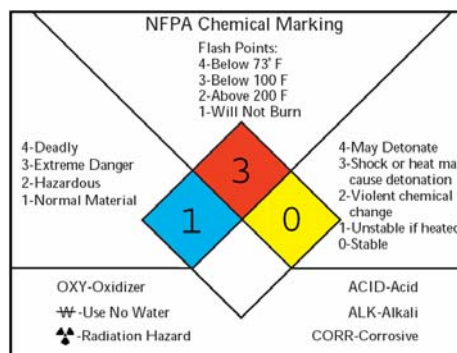 NFPA Chemical Marking
Flash Points:
4-Below 73° F
3-Below 100 F
2-Above 200 F
1-Will Not Burn
4-Deadly
3-Extreme Danger
2-Hazardous
1-Normal Material
3
1
0
4-May Detonate
3-Shock or heat ma
cause detonation
2-Violent chemical
change
1-Unstable if heated
0-Stable
OXY-Oxidizer
W-Use No Water
-Radiation Hazard
ACID-Acid
ALK-Alkali
CORR-Corrosive